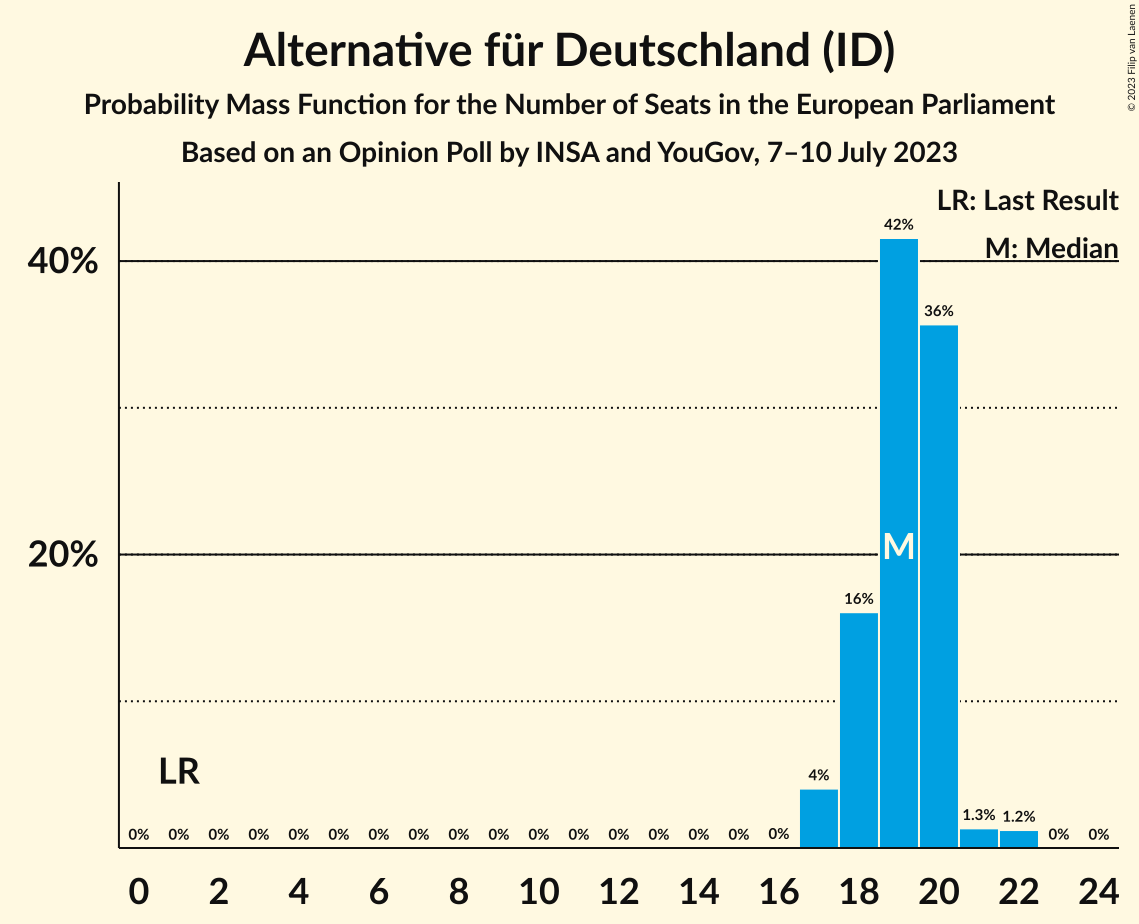 Alternative für Deutschland (ID)
Probability Mass Function for the Number of Seats in the European Parliament
Based on an Opinion Poll by INSA and YouGov, 7–10 July 2023
© 2023 Filip van Laenen
LR: Last Result
M: Median
40%
20%
42%
36%
16%
M
LR
4%
1.3%
1.2%
0% 0% 0% 0% 0% 0% 0% 0% 0% 0% 0% 0% 0% 0% 0% 0% 0% 0% 0%
0 2 4 6 8 10 12 14 16 18 20 22 24